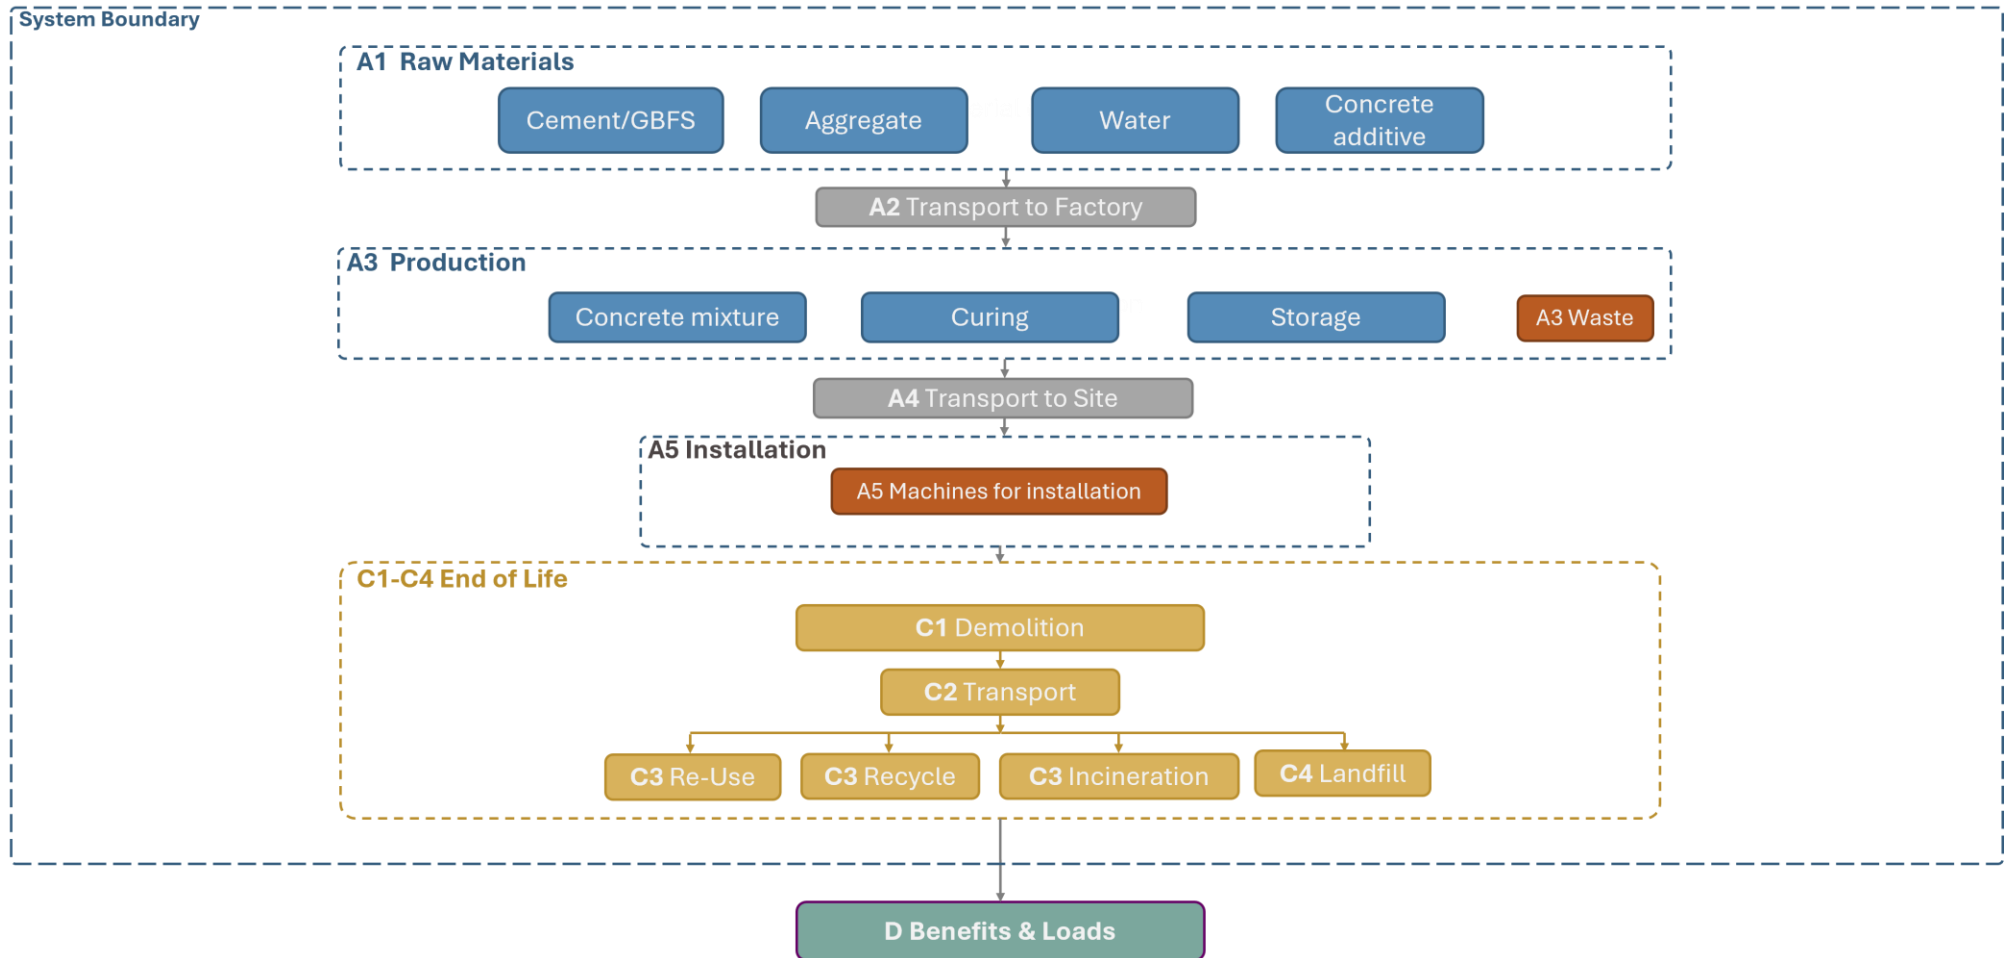 System Boundary
A1  Raw Materials
Cement/GBFS
Aggregate
Water
Concrete
additive
A2 Transport to Factory
A3  Production
Concrete mixture
Curing
Storage
A3 Waste
A4 Transport to Site
A5 Installation
A5 Machines for installation
C1-C4 End of Life
C1 Demolition
C2 Transport
C3 Re-Use
C3 Recycle
C3 Incineration
C4 Landfill
D Benefits & Loads